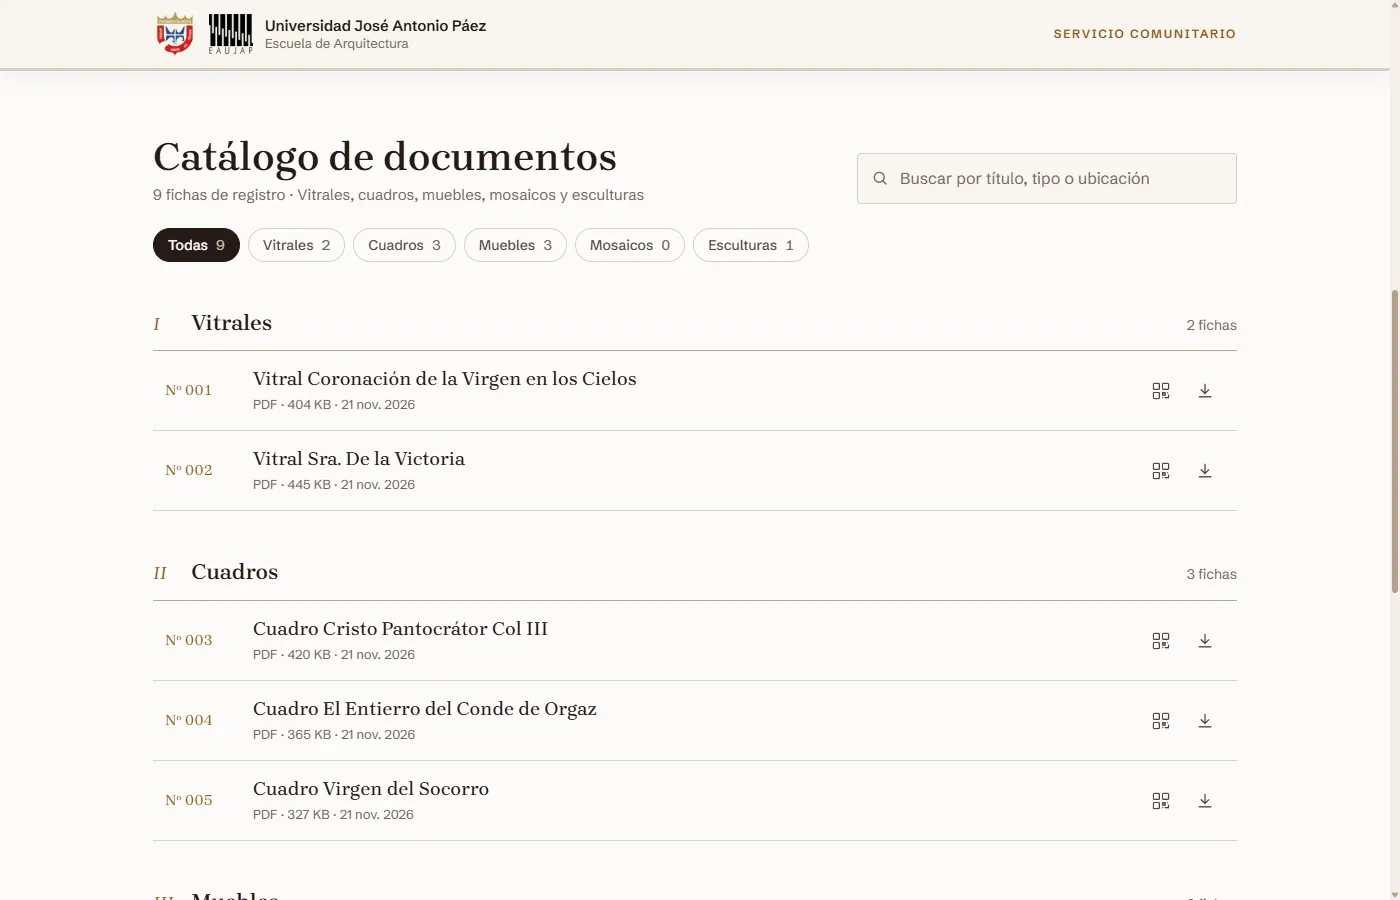 EAUJAP
Universidad José Antonio Páez
Escuela de Arquitectura
SERVICIO COMUNITARIO
Catálogo de documentos
9 fichas de registro · Vitrales, cuadros, muebles, mosaicos y esculturas
Buscar por título, tipo o ubicación
Todas 9
Vitrales 2
Cuadros 3
Muebles 3
Mosaicos 0
Esculturas 1
I Vitrales 2 fichas
Nº 001 Vitral Coronación de la Virgen en los Cielos
PDF · 404 KB · 21 nov. 2026
Nº 002 Vitral Sra. De la Victoria
PDF · 445 KB · 21 nov. 2026
II Cuadros 3 fichas
Nº 003 Cuadro Cristo Pantocrátor Col III
PDF · 420 KB · 21 nov. 2026
Nº 004 Cuadro El Entierro del Conde de Orgaz
PDF · 365 KB · 21 nov. 2026
Nº 005 Cuadro Virgen del Socorro
PDF · 327 KB · 21 nov. 2026
III Muebles